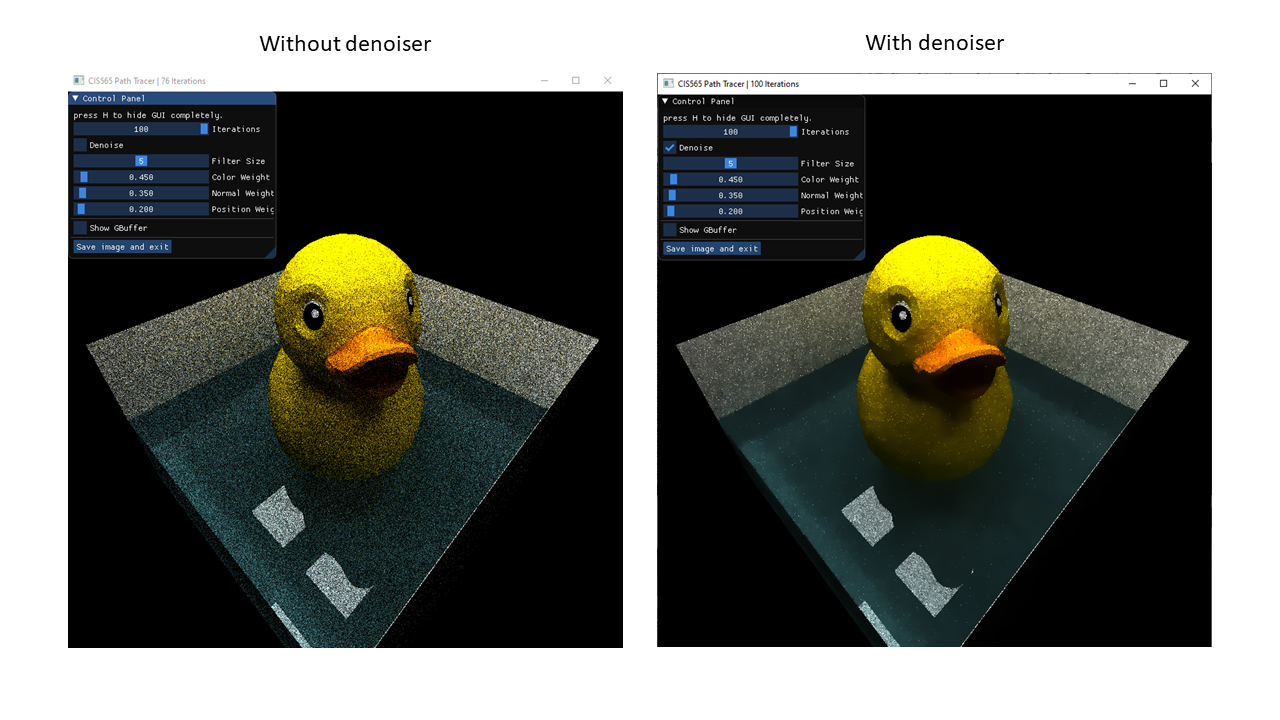 Without denoiser
With denoiser
CIS565 Path Tracer | 76 Iterations
Control Panel
press H to hide GUI completely.
100 Iterations
Denoise
5 Filter Size
0.450 Color Weight
0.350 Normal Weight
0.200 Position Weig
Show GBuffer
Save image and exit
CIS565 Path Tracer | 100 Iterations
Control Panel
press H to hide GUI completely.
100 Iterations
Denoise
5 Filter Size
0.450 Color Weight
0.350 Normal Weight
0.200 Position Weig
Show GBuffer
Save image and exit